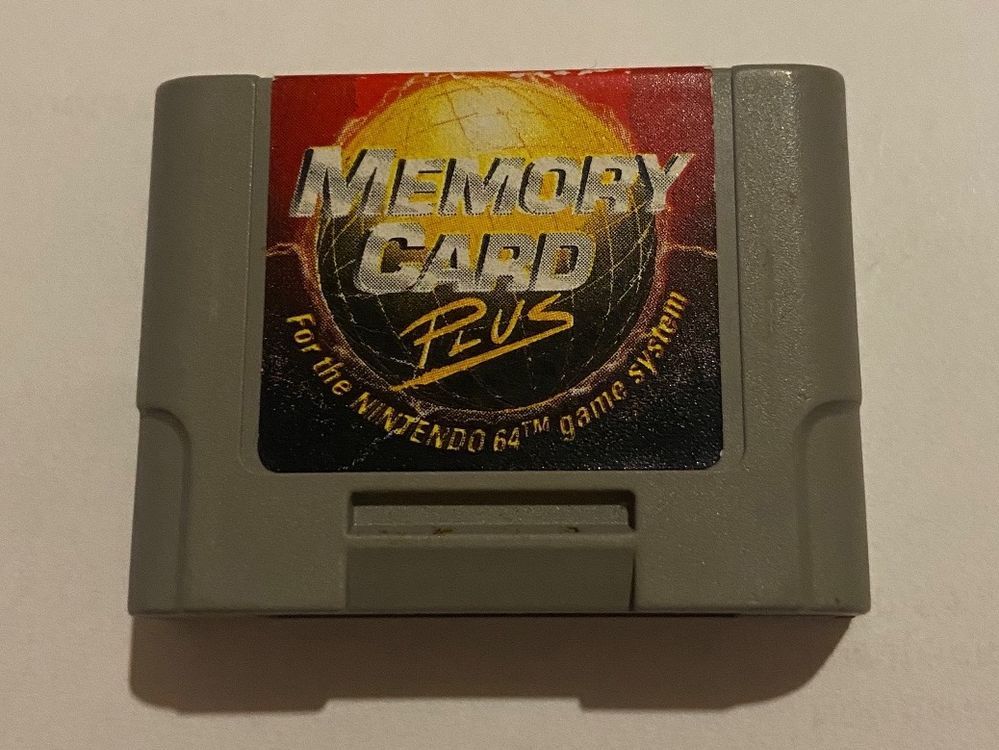 MEMORY
CARD
PLUS
For the NINTENDO 64™ game system